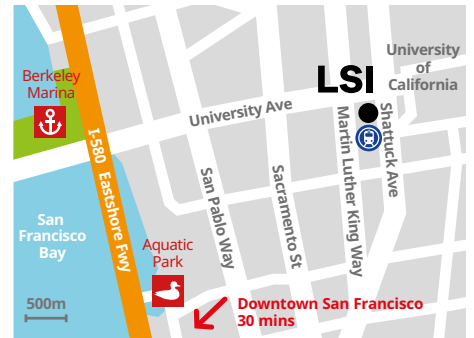 University
of
California
LSI
Berkeley
Marina
University Ave
I-580 Eastshore Fwy
Martin Luther King Way
Shattuck Ave
San Pablo Way
Sacramento St
San
Francisco
Bay
Aquatic
Park
500m
Downtown San Francisco
30 mins